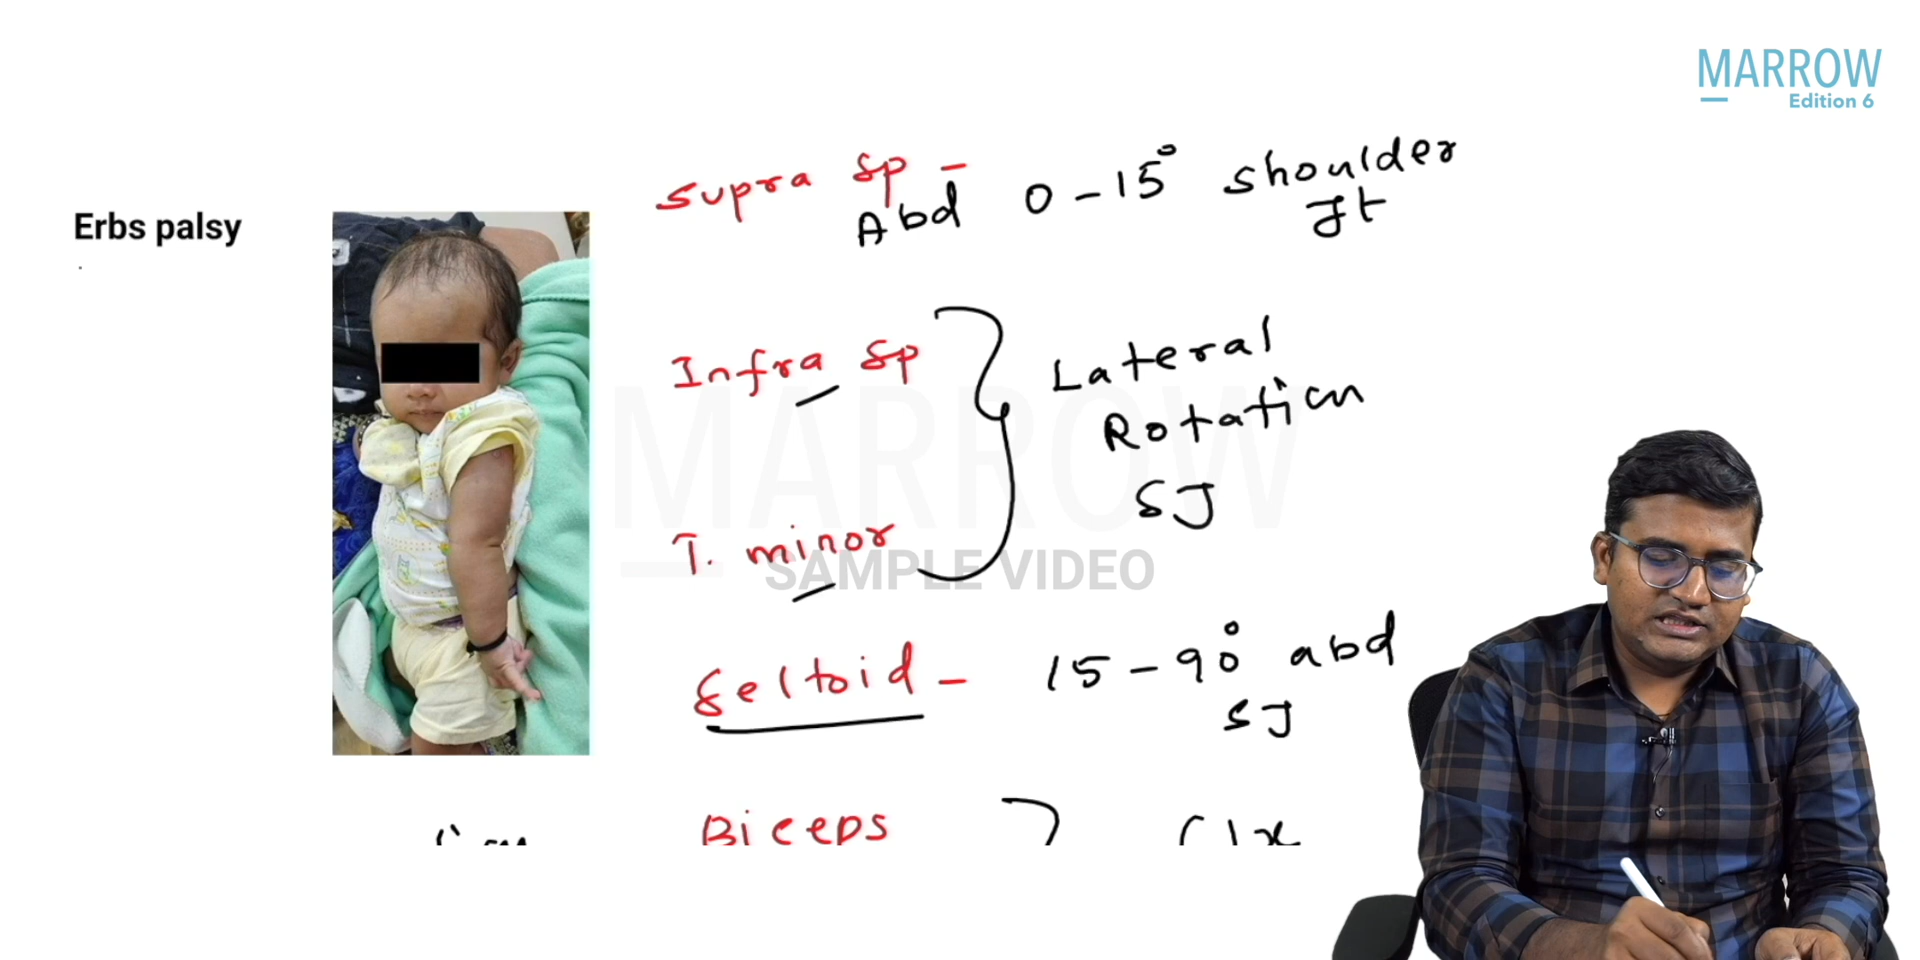 MARROW
Edition 6
Erbs palsy
Supra Sp -
Abd 0-15° shoulder
Jt
Infra Sp
Lateral
Rotation
SJ
T. minor
MARROW
SAMPLE VIDEO
Deltoid -
15-90° abd
SJ
Biceps